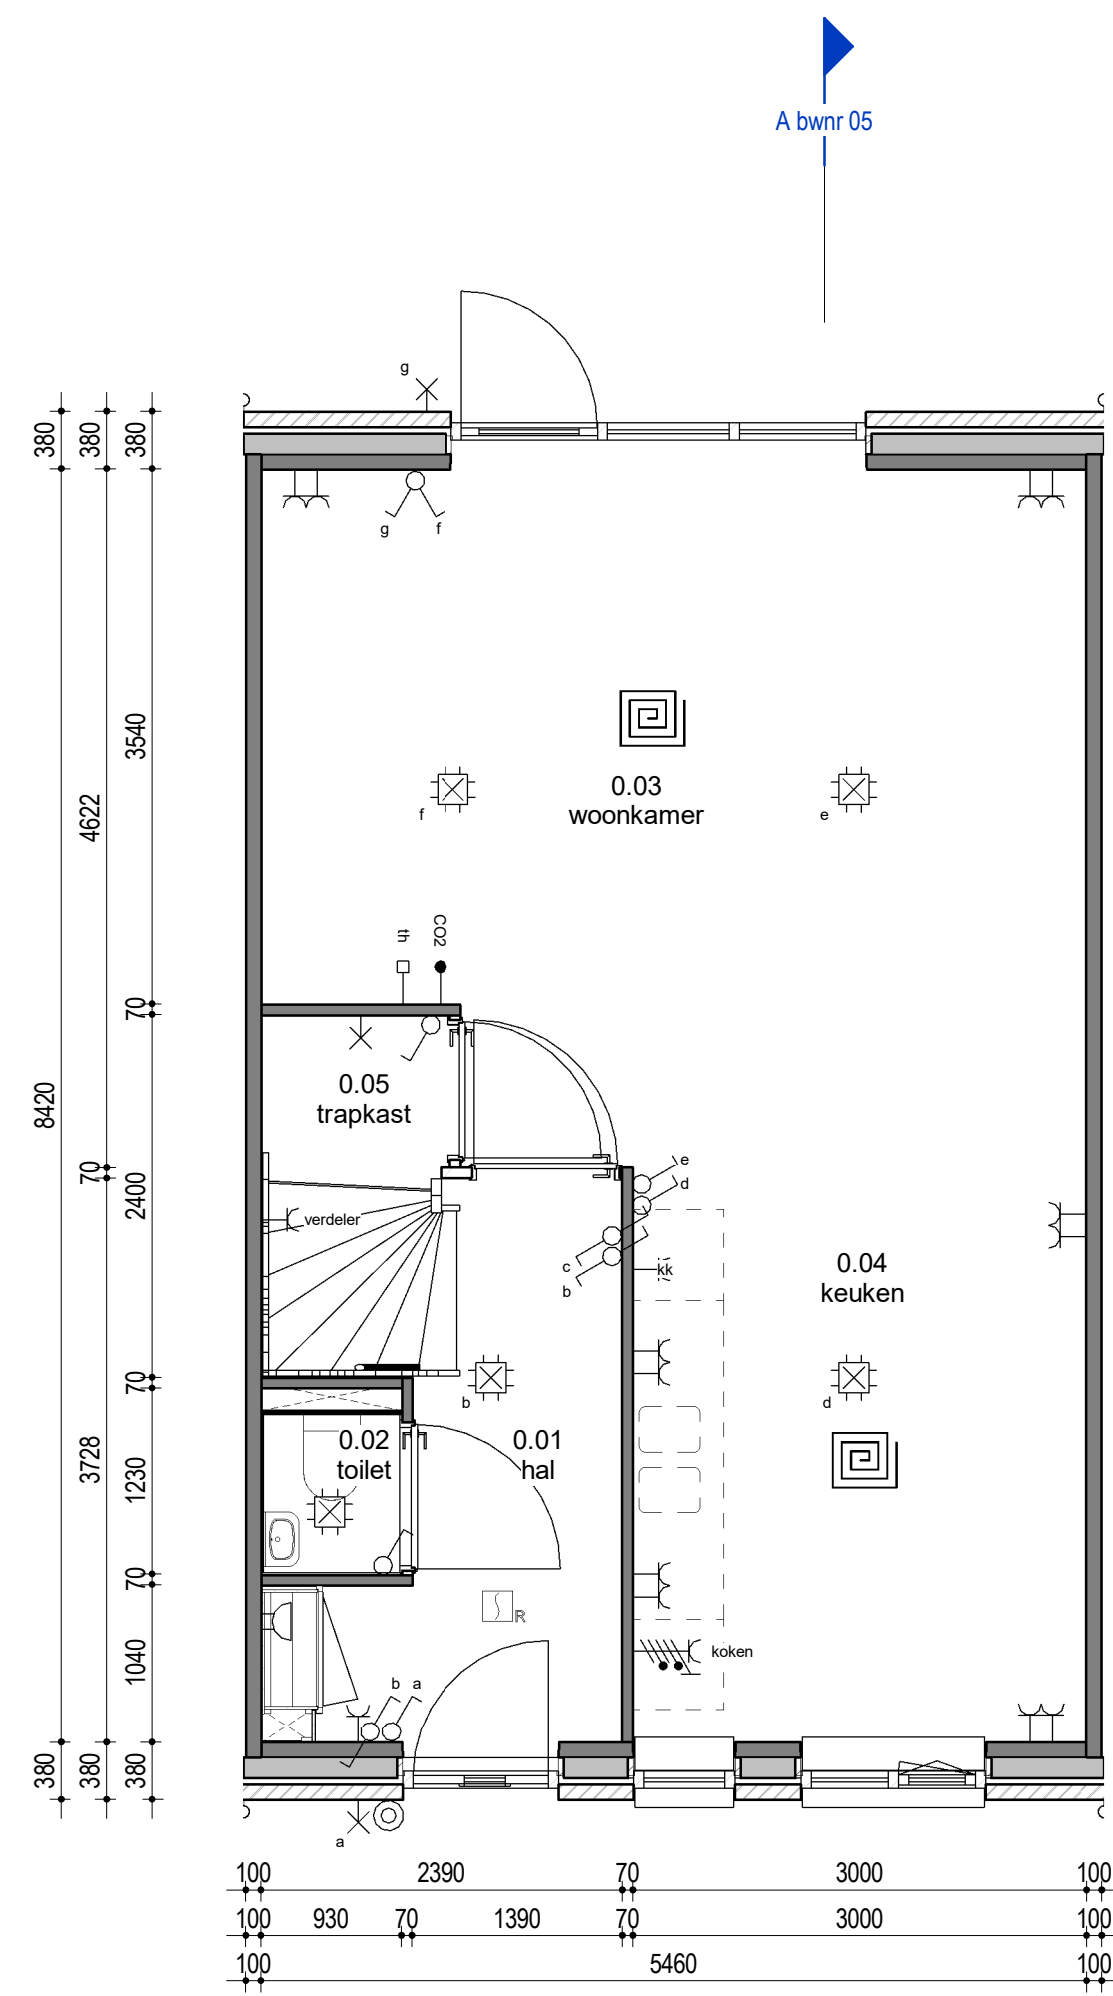 A bwnr 05
g
380
380
380
g
f
3540
0.03
woonkamer
f
e
4622
th
CO2
70
0.05
trapkast
8420
70
2400
e
d
verdeler
c
b
kk
0.04
keuken
70
b
d
0.02
toilet
0.01
hal
3728
1230
70
R
1040
koken
b a
380
380
380
a
100
2390
70
3000
100
100
930
70
1390
70
3000
100
100
5460
100